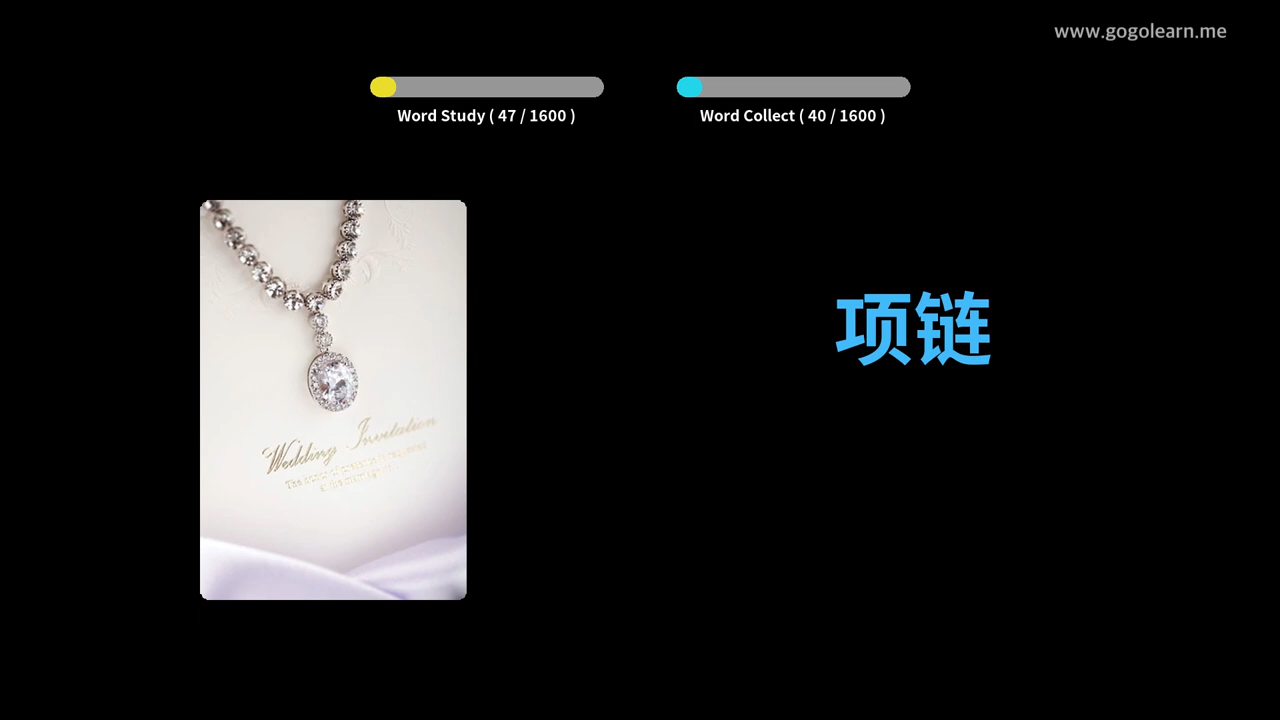 www.gogolearn.me
Word Study ( 47 / 1600 )
Word Collect ( 40 / 1600 )
项链
Wedding Invitation